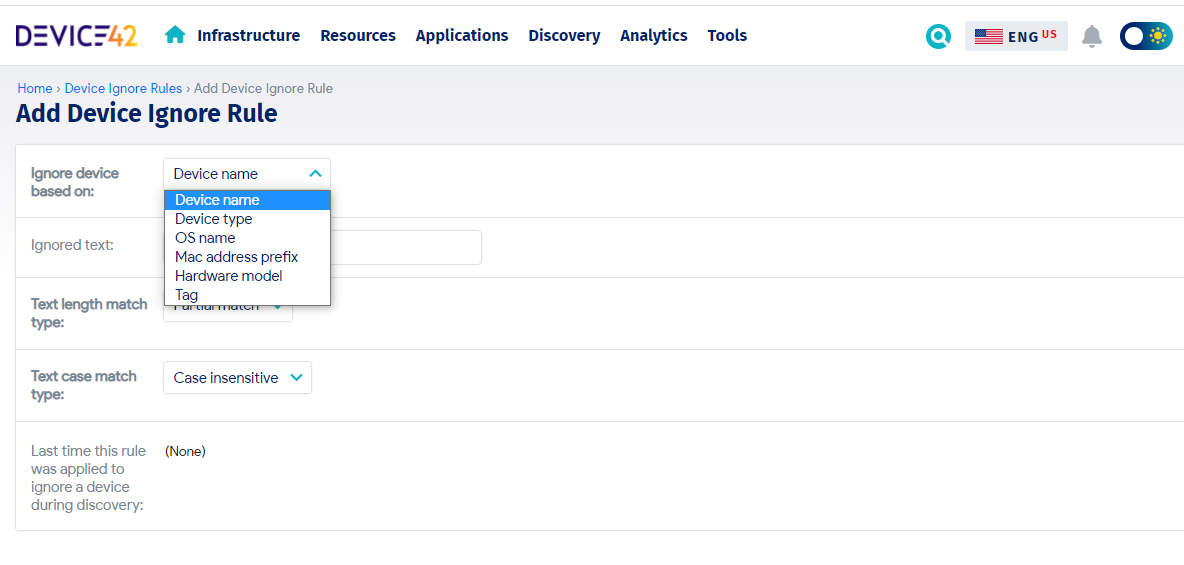 DEVICE42 Infrastructure Resources Applications Discovery Analytics Tools ENG US
Home › Device Ignore Rules › Add Device Ignore Rule
Add Device Ignore Rule
Ignore device
based on:
Device name
Device name
Device type
OS name
Mac address prefix
Hardware model
Tag
Ignored text:
Text length match
type:
Partial match
Text case match
type:
Case insensitive
Last time this rule
was applied to
ignore a device
during discovery:
(None)